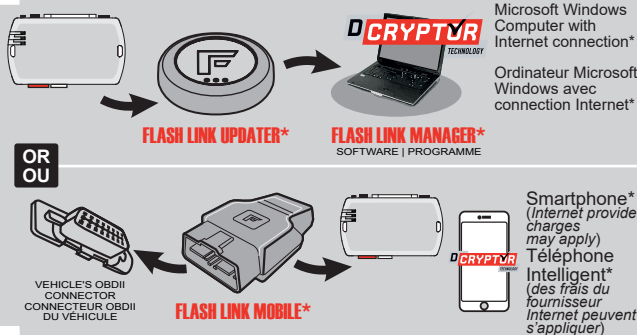 Microsoft Windows
Computer with
Internet connection*
Ordinateur Microsoft
Windows avec
connection Internet*
DCRYPTOR
TECHNOLOGY
FLASH LINK UPDATER*
FLASH LINK MANAGER*
SOFTWARE | PROGRAMME
OR
OU
VEHICLE'S OBDII
CONNECTOR
CONNECTEUR OBDII
DU VÉHICULE
FLASH LINK MOBILE*
DCRYPTOR
TECHNOLOGY
Smartphone*
(Internet provide
charges
may apply)
Téléphone
Intelligent*
(des frais du
fournisseur
Internet peuvent
s'appliquer)